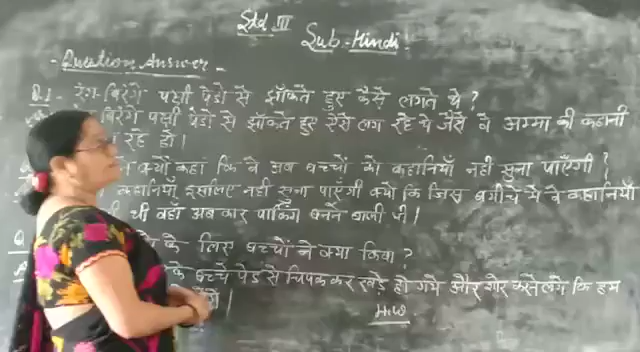 Std III
Sub-Hindi
Question Answer
Q.1- रंग-बिरंगे पक्षी पेडो से झाँकते हुए कैसे लगते थे?
बिरंगे पक्षी पेडो से झाँकते हुए ऐसे लग रहे थे जैसे वे अम्मा की कहानी
रहे हो।
क्यों कहां कि वे अब बच्चों को कहानियाँ नही सुना पाएँगी?
कहानियाँ इसलिए नही सुना पाएंगी क्यो कि जिस बगीचे मे वे कहानियाँ
थी वहाँ अब कार पार्किंग बनने वाली थी।
Q
के लिए बच्चों ने क्या किया?
के बच्चे पेड से चिपक कर खडे हो गये और शोर करने लगे कि हम
H.W